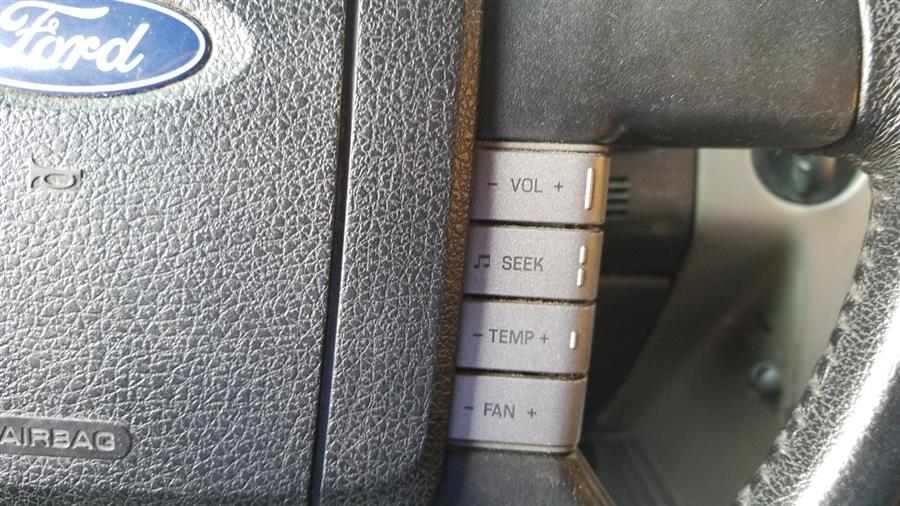 Ford
- VOL +
SEEK
- TEMP +
- FAN +
AIRBAG